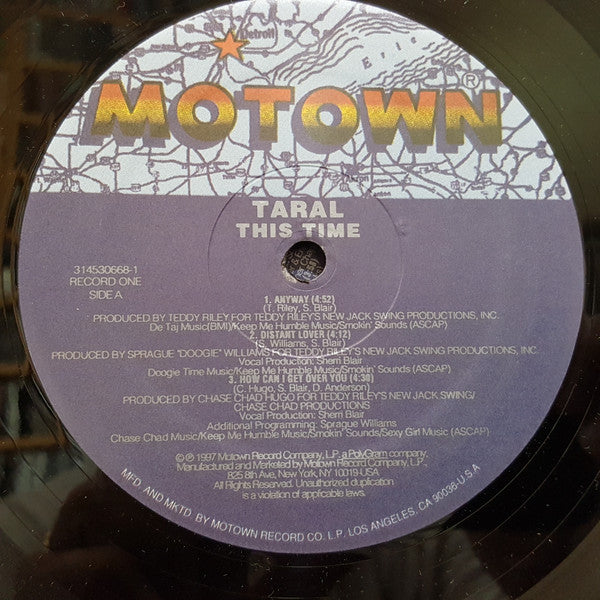 Detroit
Erie
MOTOWN®
TARAL
THIS TIME
314530668-1
RECORD ONE
SIDE A
1. ANYWAY (4:52)
(T. Riley, S. Blair)
PRODUCED BY TEDDY RILEY FOR TEDDY RILEY'S NEW JACK SWING PRODUCTIONS, INC.
De Taj Music(BMI)/Keep Me Humble Music/Smokin' Sounds (ASCAP)
2. DISTANT LOVER (4:12)
(S. Williams, S. Blair)
PRODUCED BY SPRAGUE "DOOGIE" WILLIAMS FOR TEDDY RILEY'S NEW JACK SWING PRODUCTIONS, INC.
Vocal Production: Sherri Blair
Doogie Time Music/Keep Me Humble Music/Smokin' Sounds (ASCAP)
3. HOW CAN I GET OVER YOU (4:30)
(C. Hugo, S. Blair, D. Anderson)
PRODUCED BY CHASE CHAD HUGO FOR TEDDY RILEY'S NEW JACK SWING/
CHASE CHAD PRODUCTIONS
Vocal Production: Sherri Blair
Additional Programming: Sprague Williams
Chase Chad Music/Keep Me Humble Music/Smokin' Sounds/Sexy Girl Music (ASCAP)
© ℗ 1997 Motown Record Company, L.P. a PolyGram company.
Manufactured and Marketed by Motown Record Company, L.P.
825 8th Ave, New York, NY 10019-USA
All Rights Reserved. Unauthorized duplication
is a violation of applicable laws.
MFD. AND MKTD. BY MOTOWN RECORD CO. L.P. LOS ANGELES, CA 90036-U.S.A